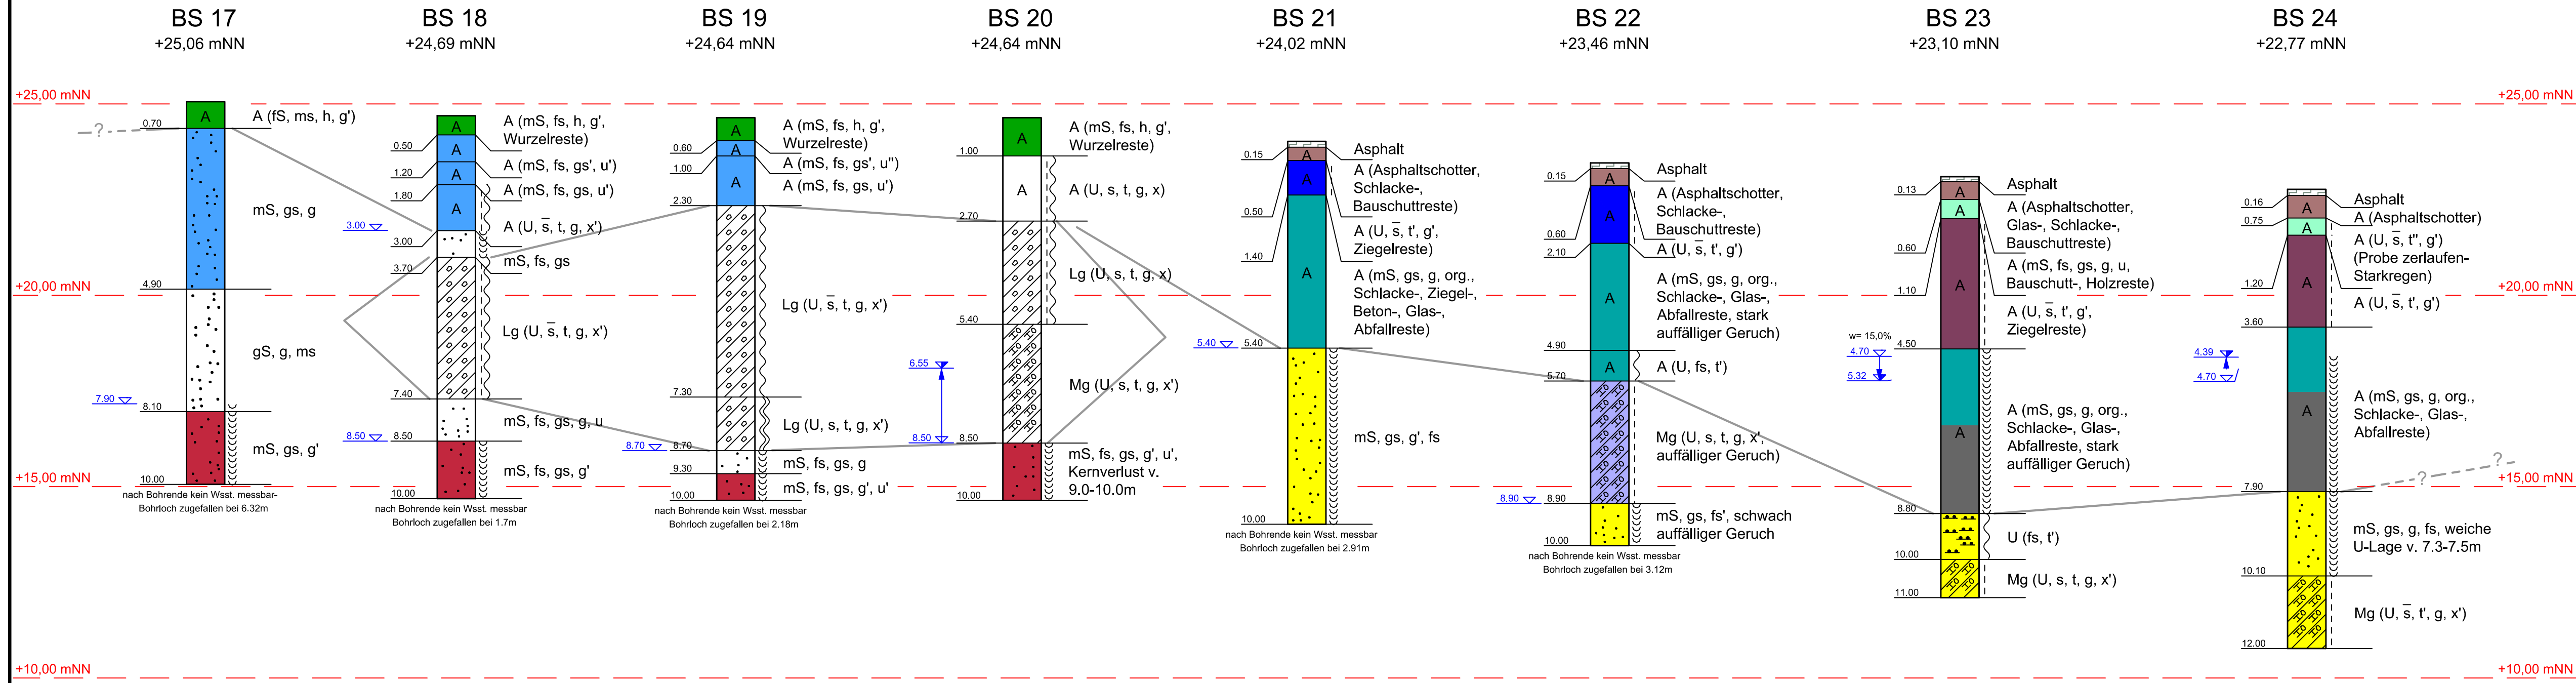 BS 17
+25,06 mNN
BS 18
+24,69 mNN
BS 19
+24,64 mNN
BS 20
+24,64 mNN
BS 21
+24,02 mNN
BS 22
+23,46 mNN
BS 23
+23,10 mNN
BS 24
+22,77 mNN
+25,00 mNN
+25,00 mNN
+20,00 mNN
+20,00 mNN
+15,00 mNN
+15,00 mNN
+10,00 mNN
+10,00 mNN
?
A
0.70
A (fS, ms, h, g')
mS, gs, g
4.90
gS, g, ms
7.90
8.10
mS, gs, g'
10.00
nach Bohrende kein Wsst. messbar-
Bohrloch zugefallen bei 6.32m
A
A
A
A
A (mS, fs, h, g',
Wurzelreste)
0.50
A (mS, fs, gs', u')
1.20
A (mS, fs, gs, u')
1.80
A (U, s̅ t, g, x')
3.00
3.00
mS, fs, gs
3.70
Lg (U, s̅, t, g, x')
7.40
mS, fs, gs, g, u
8.50
8.50
mS, fs, gs, g'
10.00
nach Bohrende kein Wsst. messbar
Bohrloch zugefallen bei 1.7m
A
A
A
A (mS, fs, h, g',
Wurzelreste)
0.60
A (mS, fs, gs', u'')
1.00
A (mS, fs, gs, u')
2.30
Lg (U, s̅, t, g, x')
7.30
Lg (U, s, t, g, x')
8.70
8.70
mS, fs, gs, g
9.30
mS, fs, gs, g', u'
10.00
nach Bohrende kein Wsst. messbar
Bohrloch zugefallen bei 2.18m
A
A
A (mS, fs, h, g',
Wurzelreste)
1.00
A (U, s, t, g, x)
2.70
Lg (U, s, t, g, x)
5.40
6.55
Mg (U, s, t, g, x')
8.50
8.50
mS, fs, gs, g', u',
Kernverlust v.
9.0-10.0m
10.00
A
A
A
Asphalt
0.15
A (Asphaltschotter,
Schlacke-,
Bauschuttreste)
0.50
A (U, s̅, t', g',
Ziegelreste)
1.40
A (mS, gs, g, org.,
Schlacke-, Ziegel-,
Beton-, Glas-,
Abfallreste)
5.40
5.40
mS, gs, g', fs
10.00
nach Bohrende kein Wsst. messbar
Bohrloch zugefallen bei 2.91m
A
A
A
A
Asphalt
0.15
A (Asphaltschotter,
Schlacke-,
Bauschuttreste)
0.60
A (U, s̅, t', g')
2.10
A (mS, gs, g, org.,
Schlacke-, Glas-,
Abfallreste, stark
auffälliger Geruch)
4.90
A (U, fs, t')
5.70
Mg (U, s, t, g, x',
auffälliger Geruch)
8.90
8.90
mS, gs, fs', schwach
auffälliger Geruch
10.00
nach Bohrende kein Wsst. messbar
Bohrloch zugefallen bei 3.12m
A
A
A
A
Asphalt
0.13
A (Asphaltschotter,
Glas-, Schlacke-,
Bauschuttreste)
0.60
A (mS, fs, gs, g, u,
Bauschutt-, Holzreste)
1.10
A (U, s̅, t', g',
Ziegelreste)
w= 15,0%
4.50
4.70
5.32
A (mS, gs, g, org.,
Schlacke-, Glas-,
Abfallreste, stark
auffälliger Geruch)
8.80
U (fs, t')
10.00
Mg (U, s, t, g, x')
11.00
A
A
A
A
Asphalt
0.16
A (Asphaltschotter)
0.75
A (U, s̅, t'', g')
(Probe zerlaufen-
Starkregen)
1.20
A (U, s̅, t', g')
3.60
4.39
4.70
A (mS, gs, g, org.,
Schlacke-, Glas-,
Abfallreste)
7.90
?
?
mS, gs, g, fs, weiche
U-Lage v. 7.3-7.5m
10.10
Mg (U, s̅, t', g, x')
12.00